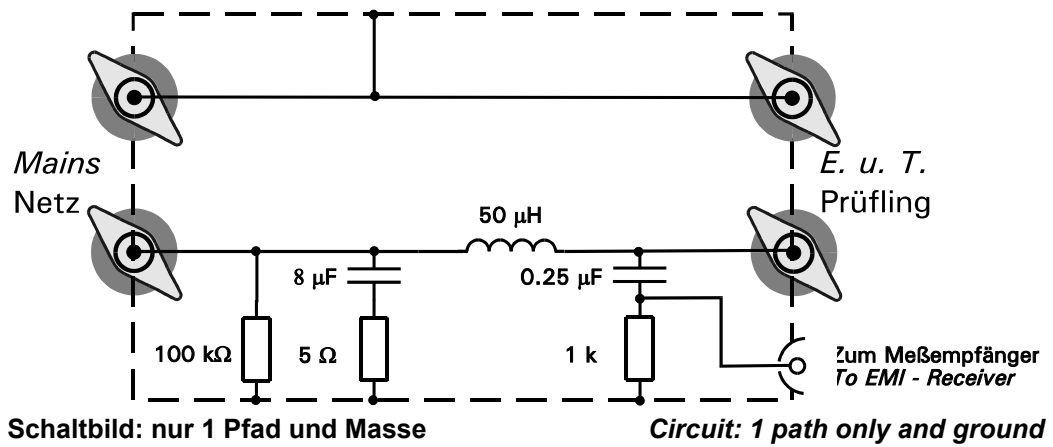 Mains
Netz
E. u. T.
Prüfling
50 µH
8 µF
0.25 µF
100 kΩ
5 Ω
1 k
Zum Meßempfänger
To EMI - Receiver
Schaltbild: nur 1 Pfad und Masse
Circuit: 1 path only and ground